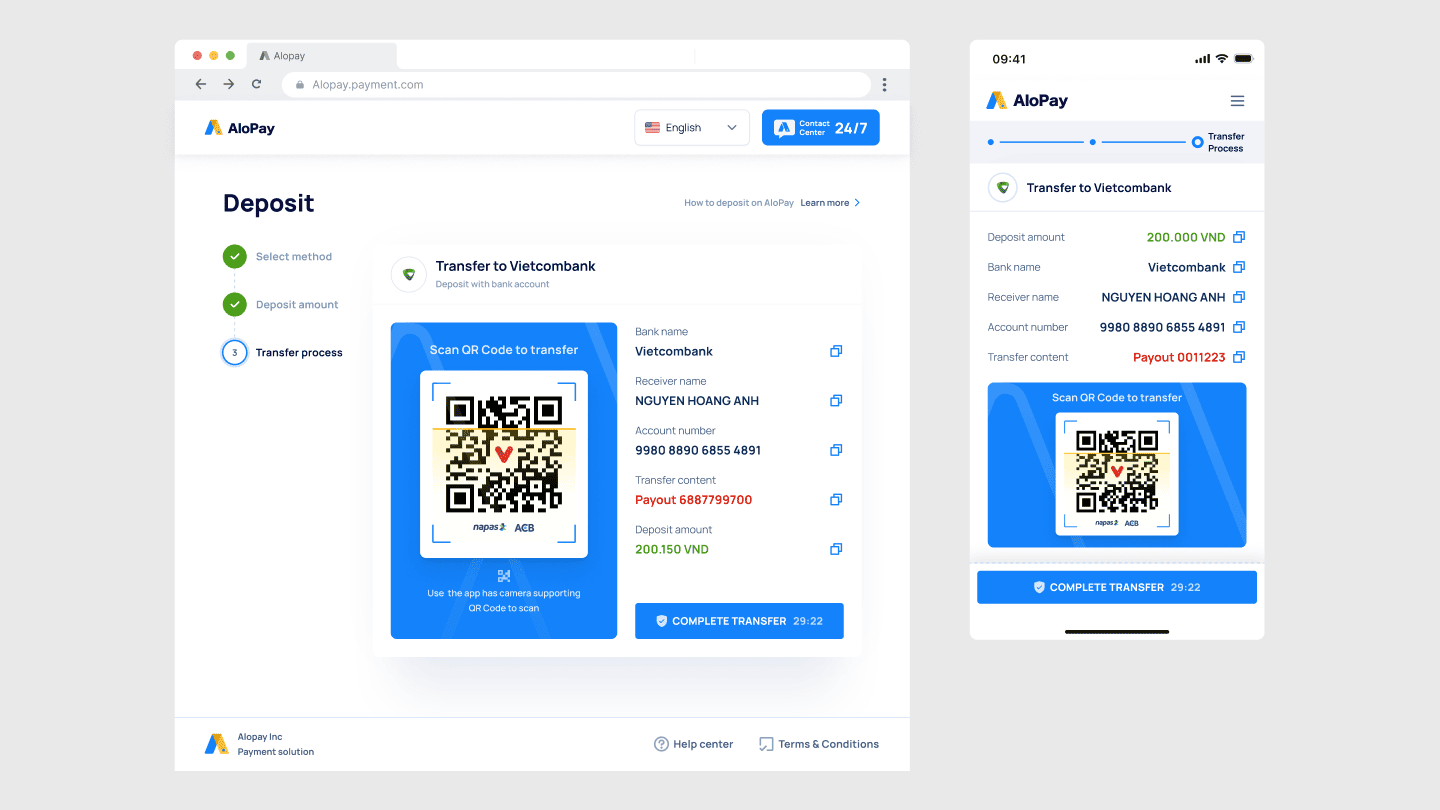 Alopay
Alopay.payment.com
AloPay
English
Contact
Center
24/7
Deposit
How to deposit on AloPay Learn more
Select method
Deposit amount
3 Transfer process
Transfer to Vietcombank
Deposit with bank account
Scan QR Code to transfer
napas
ACB
Use the app has camera supporting
QR Code to scan
Bank name
Vietcombank
Receiver name
NGUYEN HOANG ANH
Account number
9980 8890 6855 4891
Transfer content
Payout 6887799700
Deposit amount
200.150 VND
COMPLETE TRANSFER 29:22
Alopay Inc
Payment solution
Help center
Terms & Conditions
09:41
AloPay
Transfer
Process
Transfer to Vietcombank
Deposit amount 200.000 VND
Bank name Vietcombank
Receiver name NGUYEN HOANG ANH
Account number 9980 8890 6855 4891
Transfer content Payout 0011223
Scan QR Code to transfer
napas
ACB
COMPLETE TRANSFER 29:22